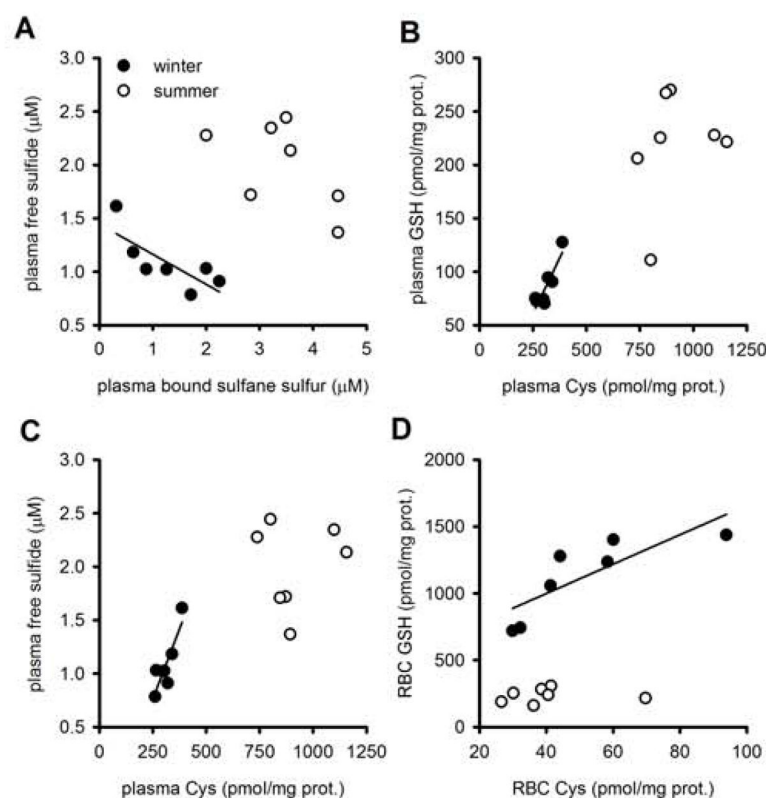 A
3.0
2.5
2.0
1.5
1.0
0.5
plasma free sulfide (µM)
winter
summer
0 1 2 3 4 5
plasma bound sulfane sulfur (µM)
B
300
250
200
150
100
50
plasma GSH (pmol/mg prot.)
0 250 500 750 1000 1250
plasma Cys (pmol/mg prot.)
C
3.0
2.5
2.0
1.5
1.0
0.5
plasma free sulfide (µM)
0 250 500 750 1000 1250
plasma Cys (pmol/mg prot.)
D
2000
1500
1000
500
0
RBC GSH (pmol/mg prot.)
20 40 60 80 100
RBC Cys (pmol/mg prot.)